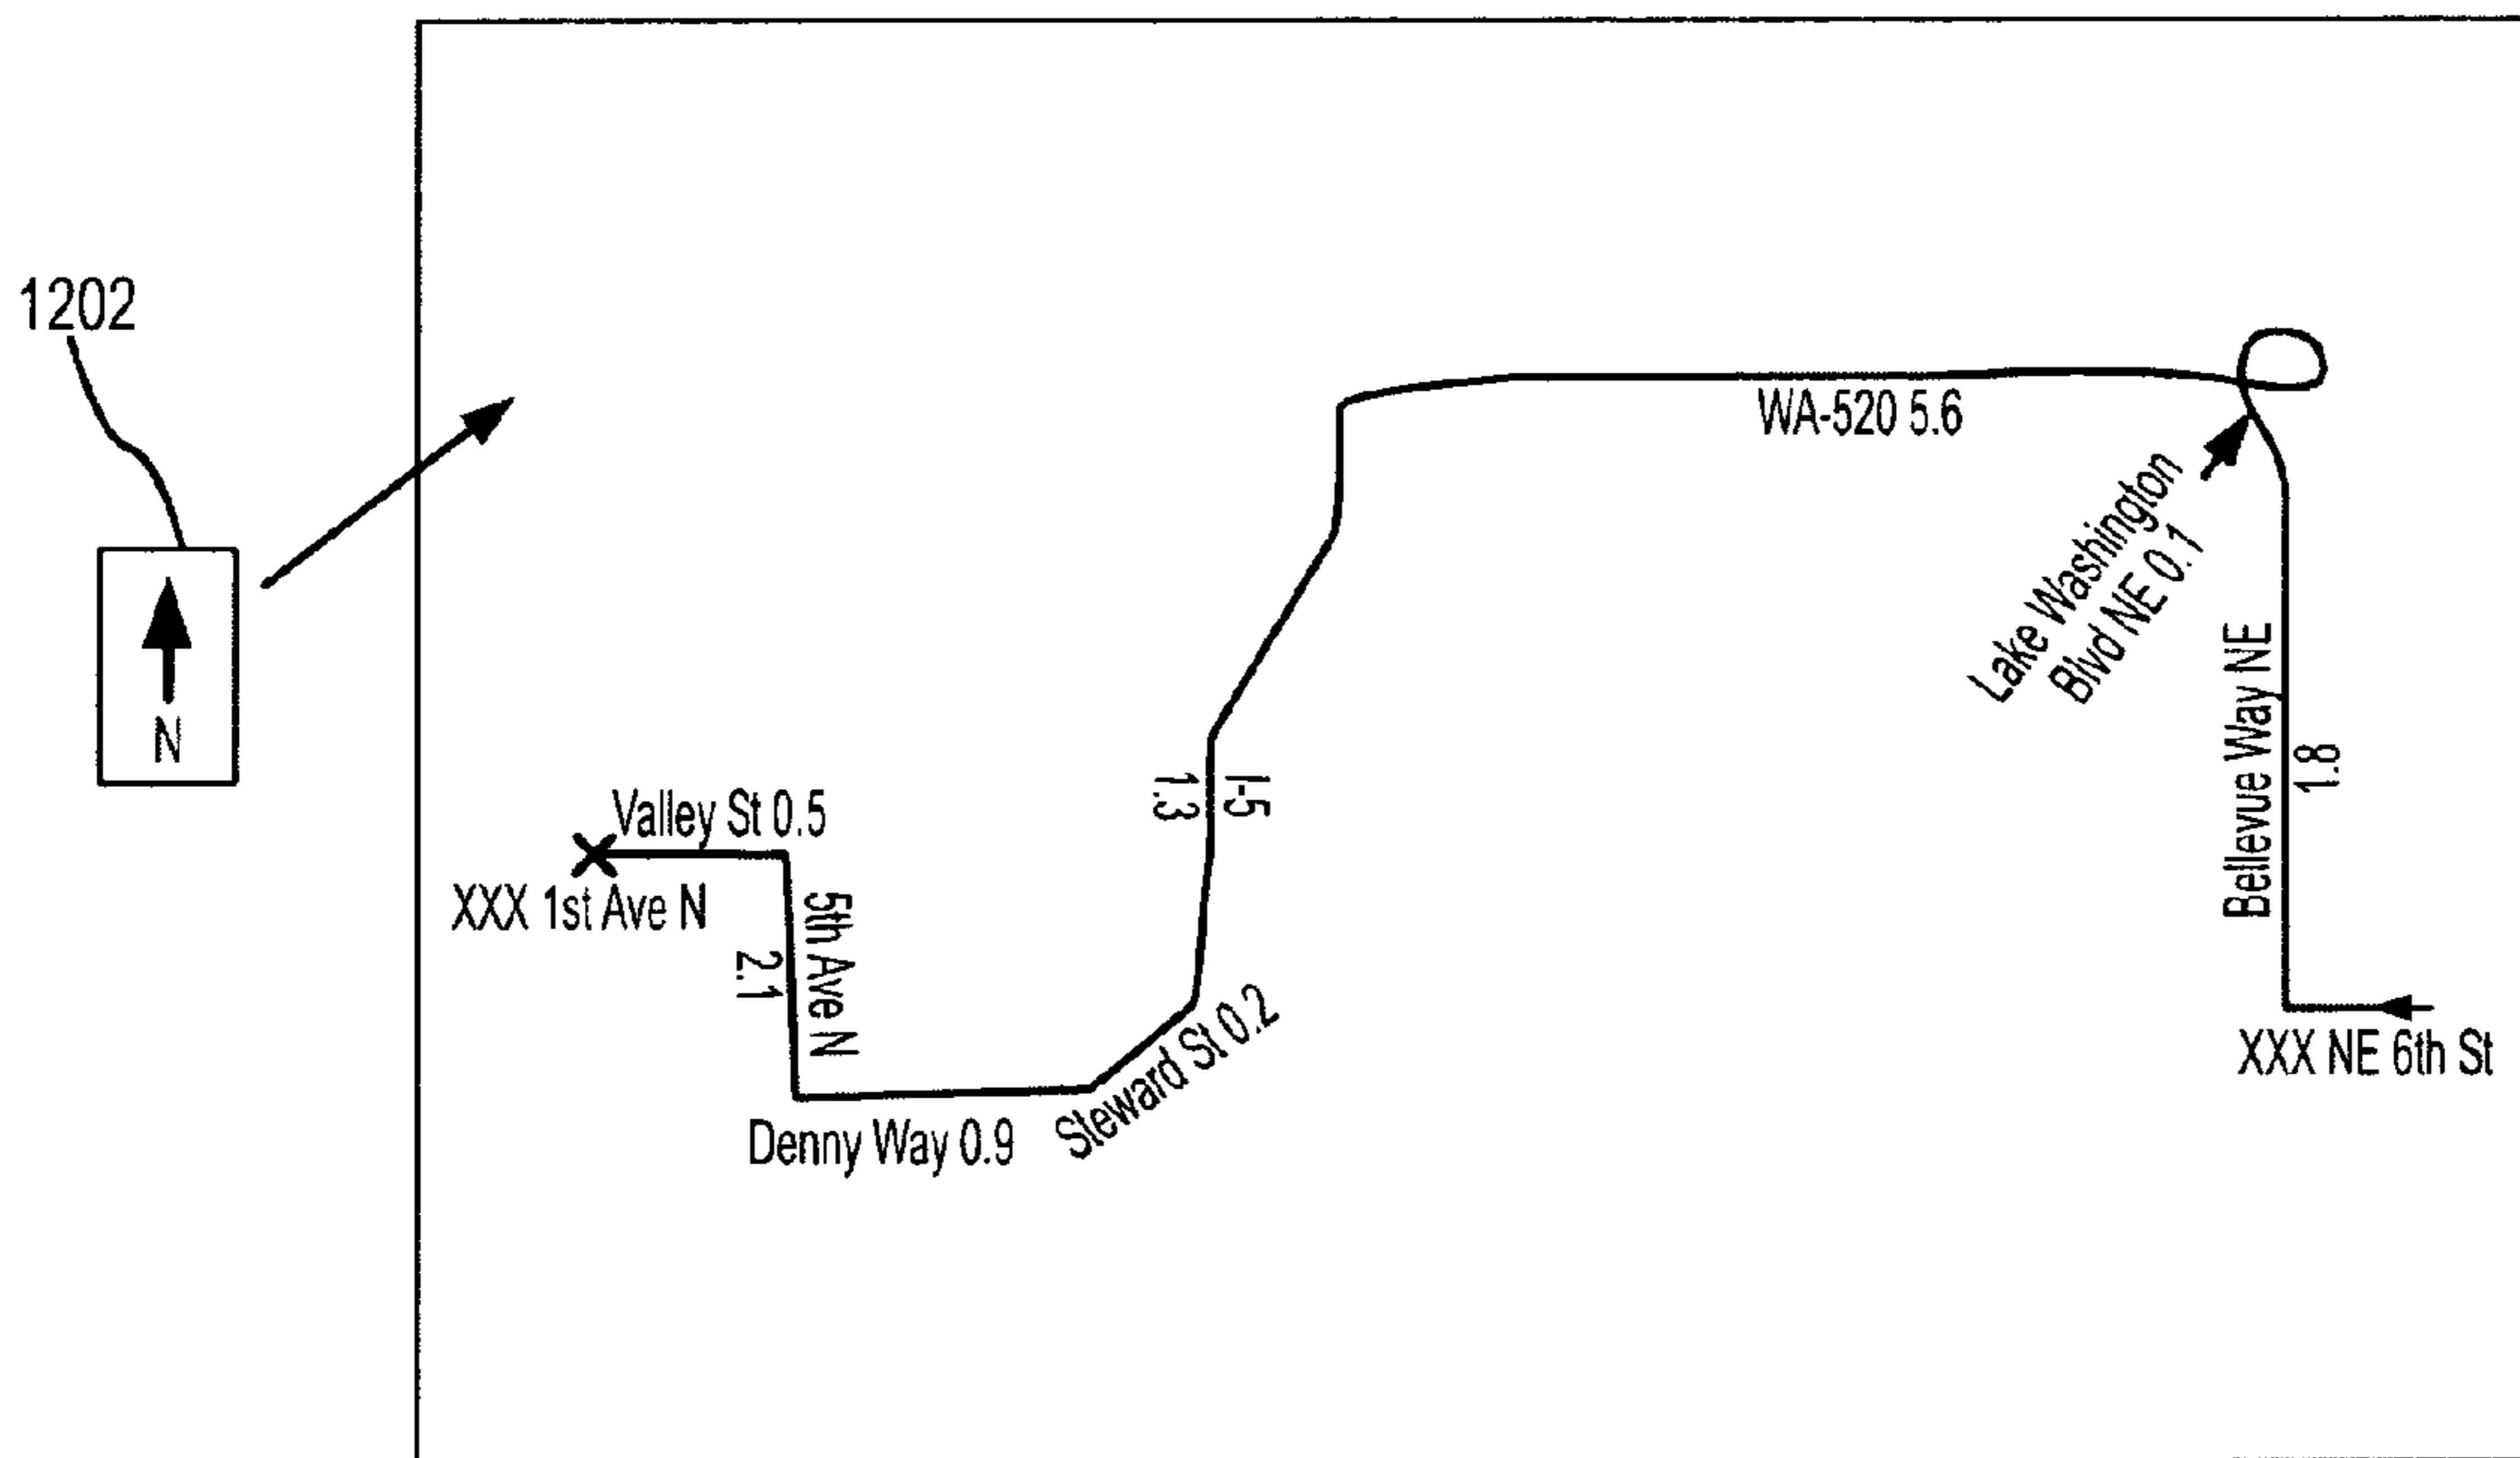 1202
N
WA-520 5.6
Lake Washington
Blvd NE 0.1
Bellevue Way NE
1.8
I-5
1.3
Valley St 0.5
XXX 1st Ave N
5th Ave N
2.1
Steward St 0.2
XXX NE 6th St
Denny Way 0.9